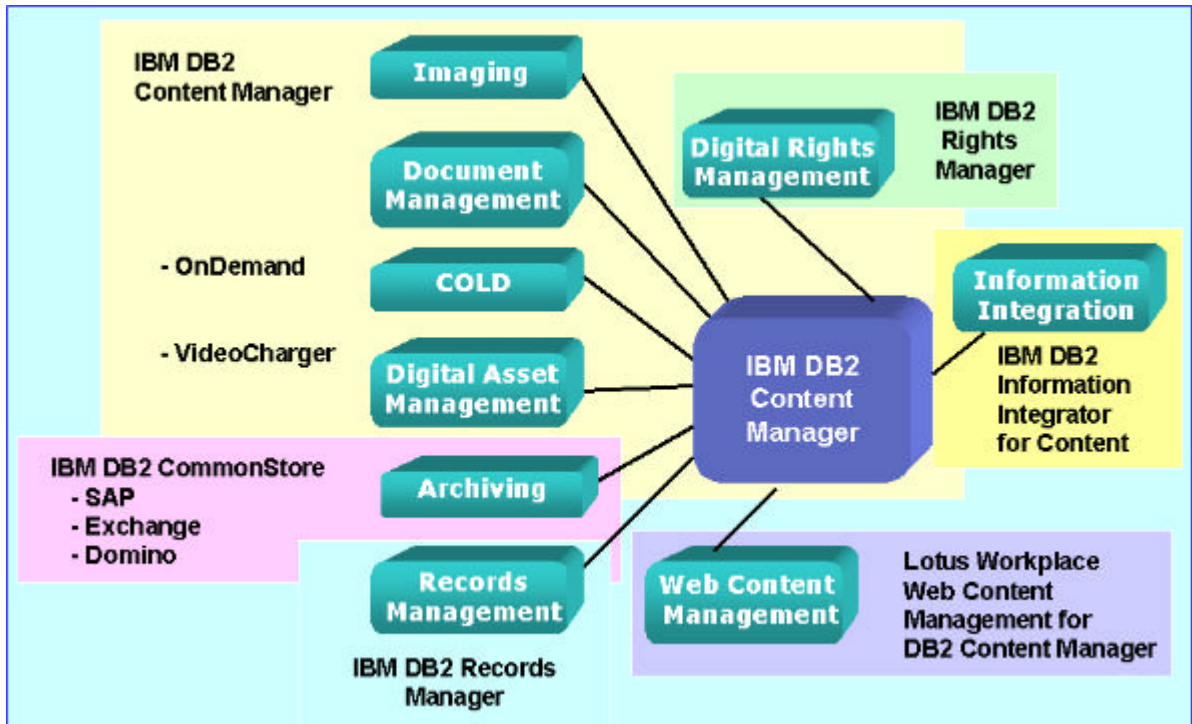 IBM DB2
Content Manager
Imaging
Document
Management
- OnDemand
COLD
- VideoCharger
Digital Asset
Management
IBM DB2 CommonStore
- SAP
- Exchange
- Domino
Archiving
Records
Management
IBM DB2 Records
Manager
Digital Rights
Management
IBM DB2
Rights
Manager
Information
Integration
IBM DB2
Information
Integrator
for Content
IBM DB2
Content
Manager
Web Content
Management
Lotus Workplace
Web Content
Management for
DB2 Content Manager